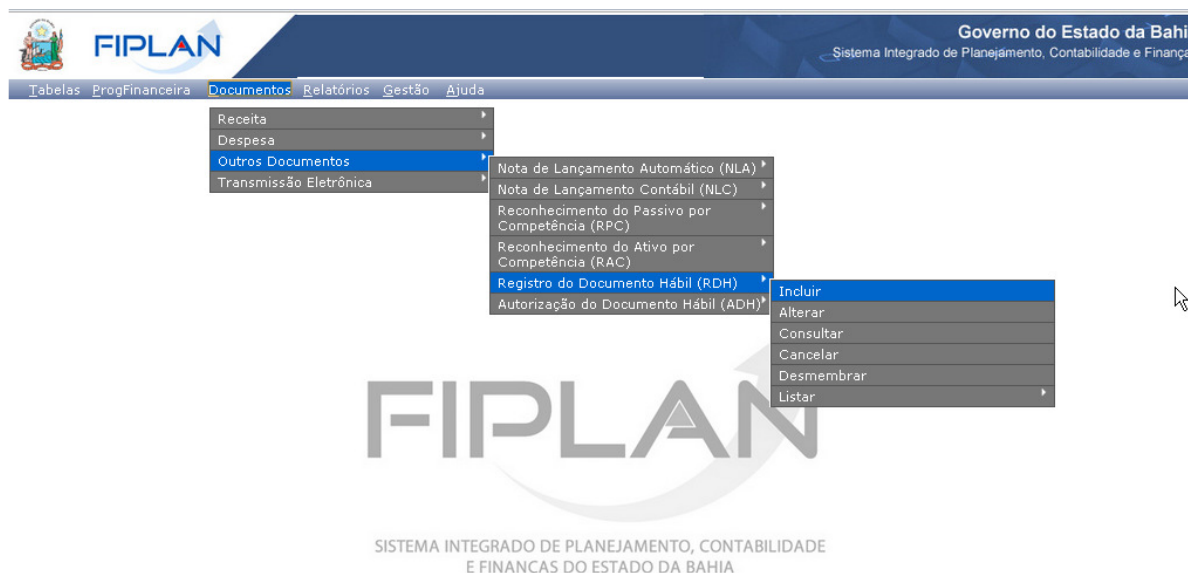 FIPLAN
Governo do Estado da Bahi
Sistema Integrado de Planejamento, Contabilidade e Finança
Tabelas ProgFinanceira Documentos Relatórios Gestão Ajuda
Receita
Despesa
Outros Documentos
Transmissão Eletrônica
Nota de Lançamento Automático (NLA)
Nota de Lançamento Contábil (NLC)
Reconhecimento do Passivo por
Competência (RPC)
Reconhecimento do Ativo por
Competência (RAC)
Registro do Documento Hábil (RDH)
Autorização do Documento Hábil (ADH)
Incluir
Alterar
Consultar
Cancelar
Desmembrar
Listar
FIPLAN
SISTEMA INTEGRADO DE PLANEJAMENTO, CONTABILIDADE
E FINANCAS DO ESTADO DA BAHIA